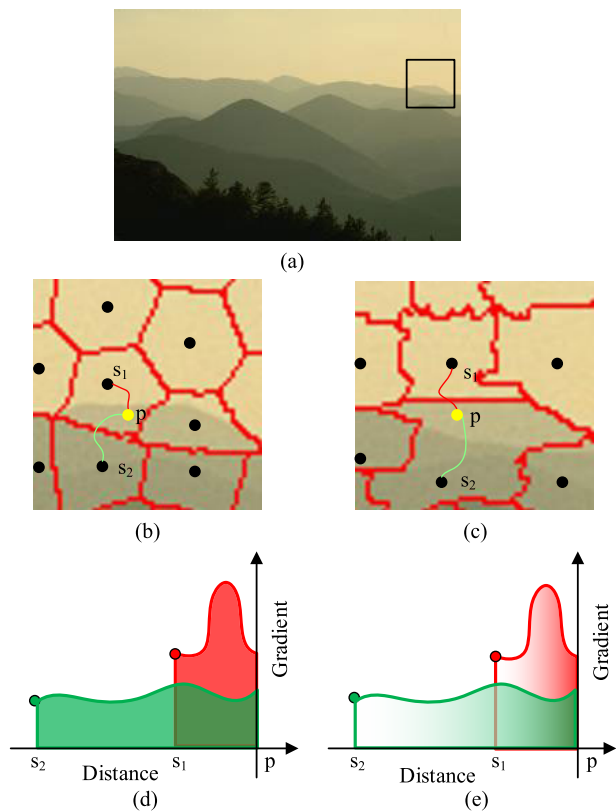 (a)
s1
p
s2
(b)
s1
p
s2
(c)
Gradient
s2
Distance
s1
p
(d)
Gradient
s2
Distance
s1
p
(e)